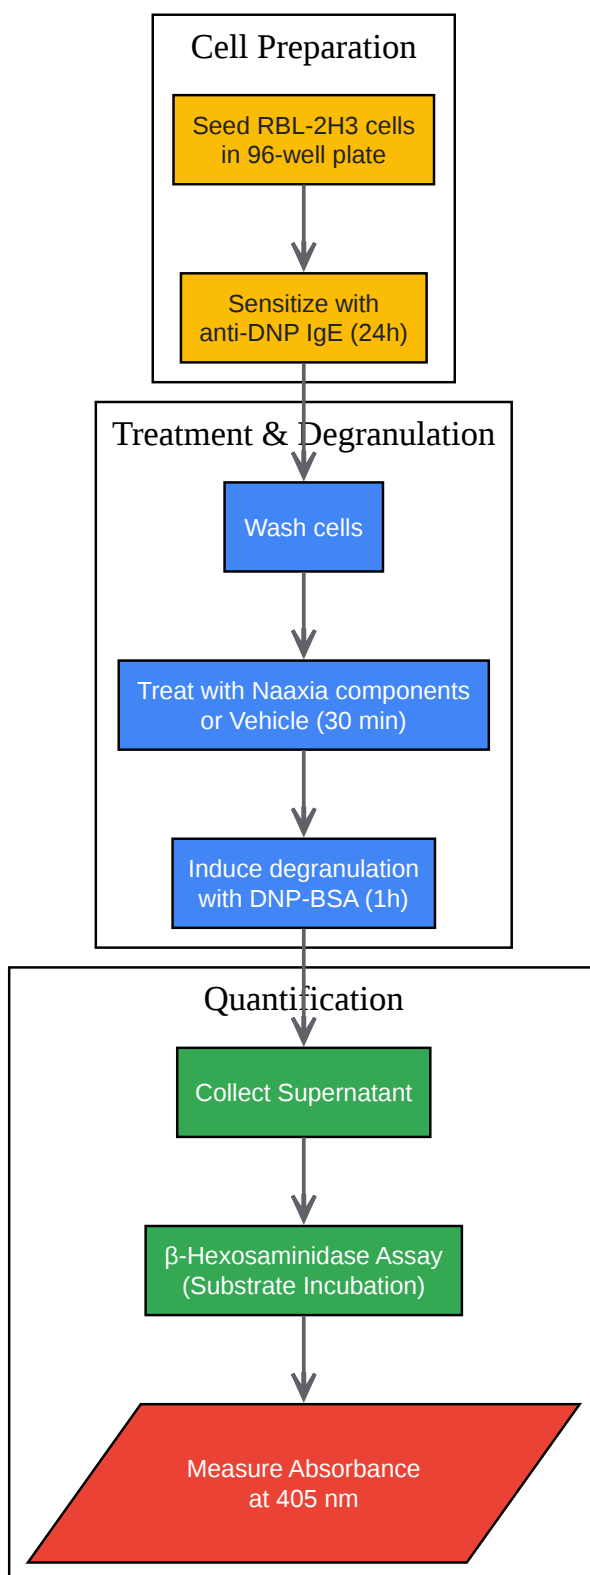 Cell Preparation
Seed RBL-2H3 cells
in 96-well plate
Sensitize with
anti-DNP IgE (24h)
Treatment & Degranulation
Wash cells
Treat with Naaxia components
or Vehicle (30 min)
Induce degranulation
with DNP-BSA (1h)
Quantification
Collect Supernatant
β-Hexosaminidase Assay
(Substrate Incubation)
Measure Absorbance
at 405 nm